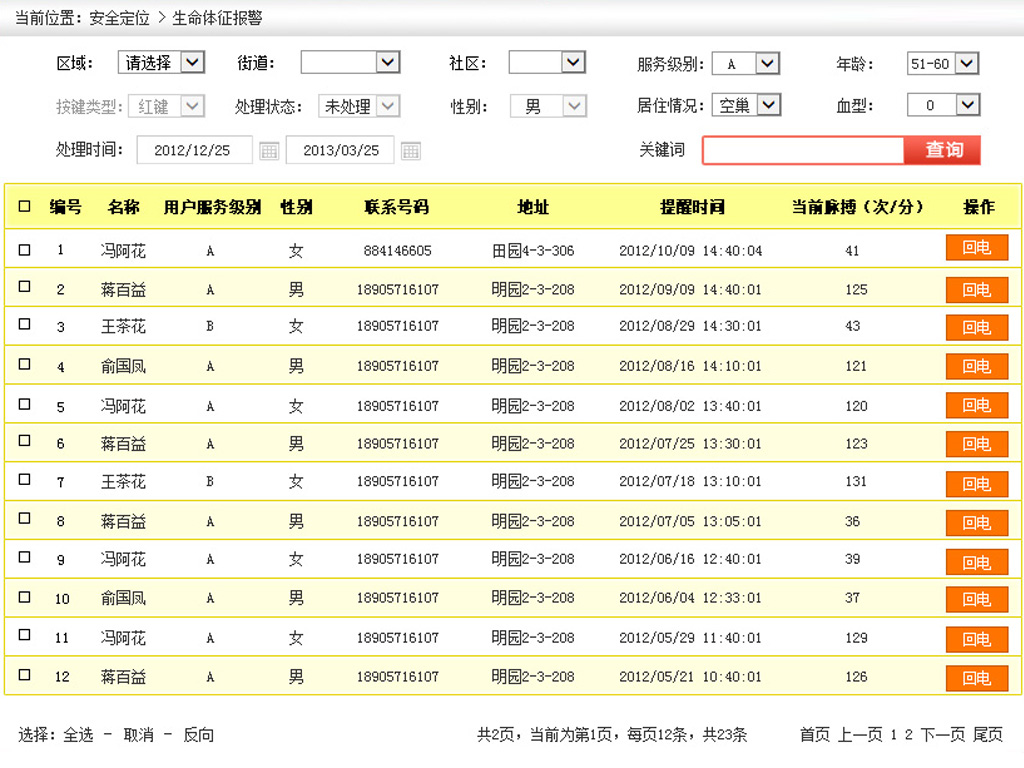 当前位置：安全定位 > 生命体征报警
区域： 请选择 街道： 社区： 服务级别： A 年龄： 51-60
按键类型： 红键 处理状态： 未处理 性别： 男 居住情况： 空巢 血型： O
处理时间： 2012/12/25 2013/03/25 关键词 查询
编号 名称 用户服务级别 性别 联系号码 地址 提醒时间 当前脉搏（次/分） 操作
1 冯阿花 A 女 884146605 田园4-3-306 2012/10/09 14:40:04 41 回电
2 蒋百益 A 男 18905716107 明园2-3-208 2012/09/09 14:40:01 125 回电
3 王茶花 B 女 18905716107 明园2-3-208 2012/08/29 14:30:01 43 回电
4 俞国凤 A 男 18905716107 明园2-3-208 2012/08/16 14:10:01 121 回电
5 冯阿花 A 女 18905716107 明园2-3-208 2012/08/02 13:40:01 120 回电
6 蒋百益 A 男 18905716107 明园2-3-208 2012/07/25 13:30:01 123 回电
7 王茶花 B 女 18905716107 明园2-3-208 2012/07/18 13:10:01 131 回电
8 蒋百益 A 男 18905716107 明园2-3-208 2012/07/05 13:05:01 36 回电
9 冯阿花 A 女 18905716107 明园2-3-208 2012/06/16 12:40:01 39 回电
10 俞国凤 A 男 18905716107 明园2-3-208 2012/06/04 12:33:01 37 回电
11 冯阿花 A 女 18905716107 明园2-3-208 2012/05/29 11:40:01 129 回电
12 蒋百益 A 男 18905716107 明园2-3-208 2012/05/21 10:40:01 126 回电
选择：全选 - 取消 - 反向 共2页，当前为第1页，每页12条，共23条 首页 上一页 1 2 下一页 尾页